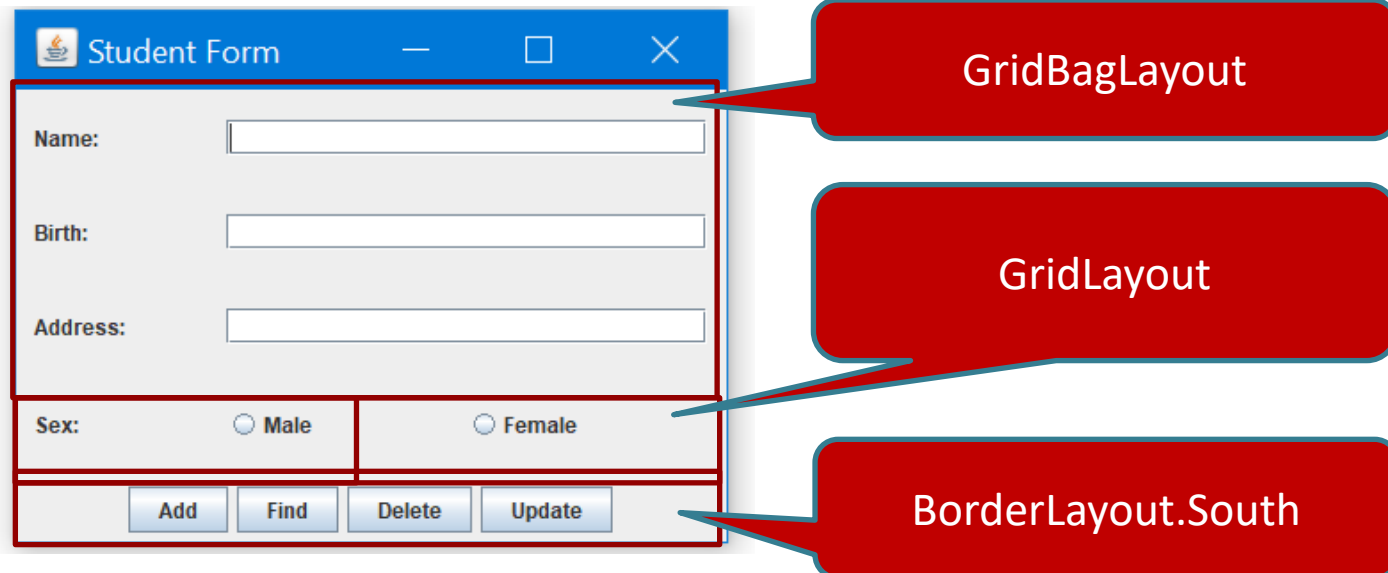 Student Form
GridBagLayout
Name:
Birth:
GridLayout
Address:
Sex: Male Female
Add Find Delete Update
BorderLayout.South